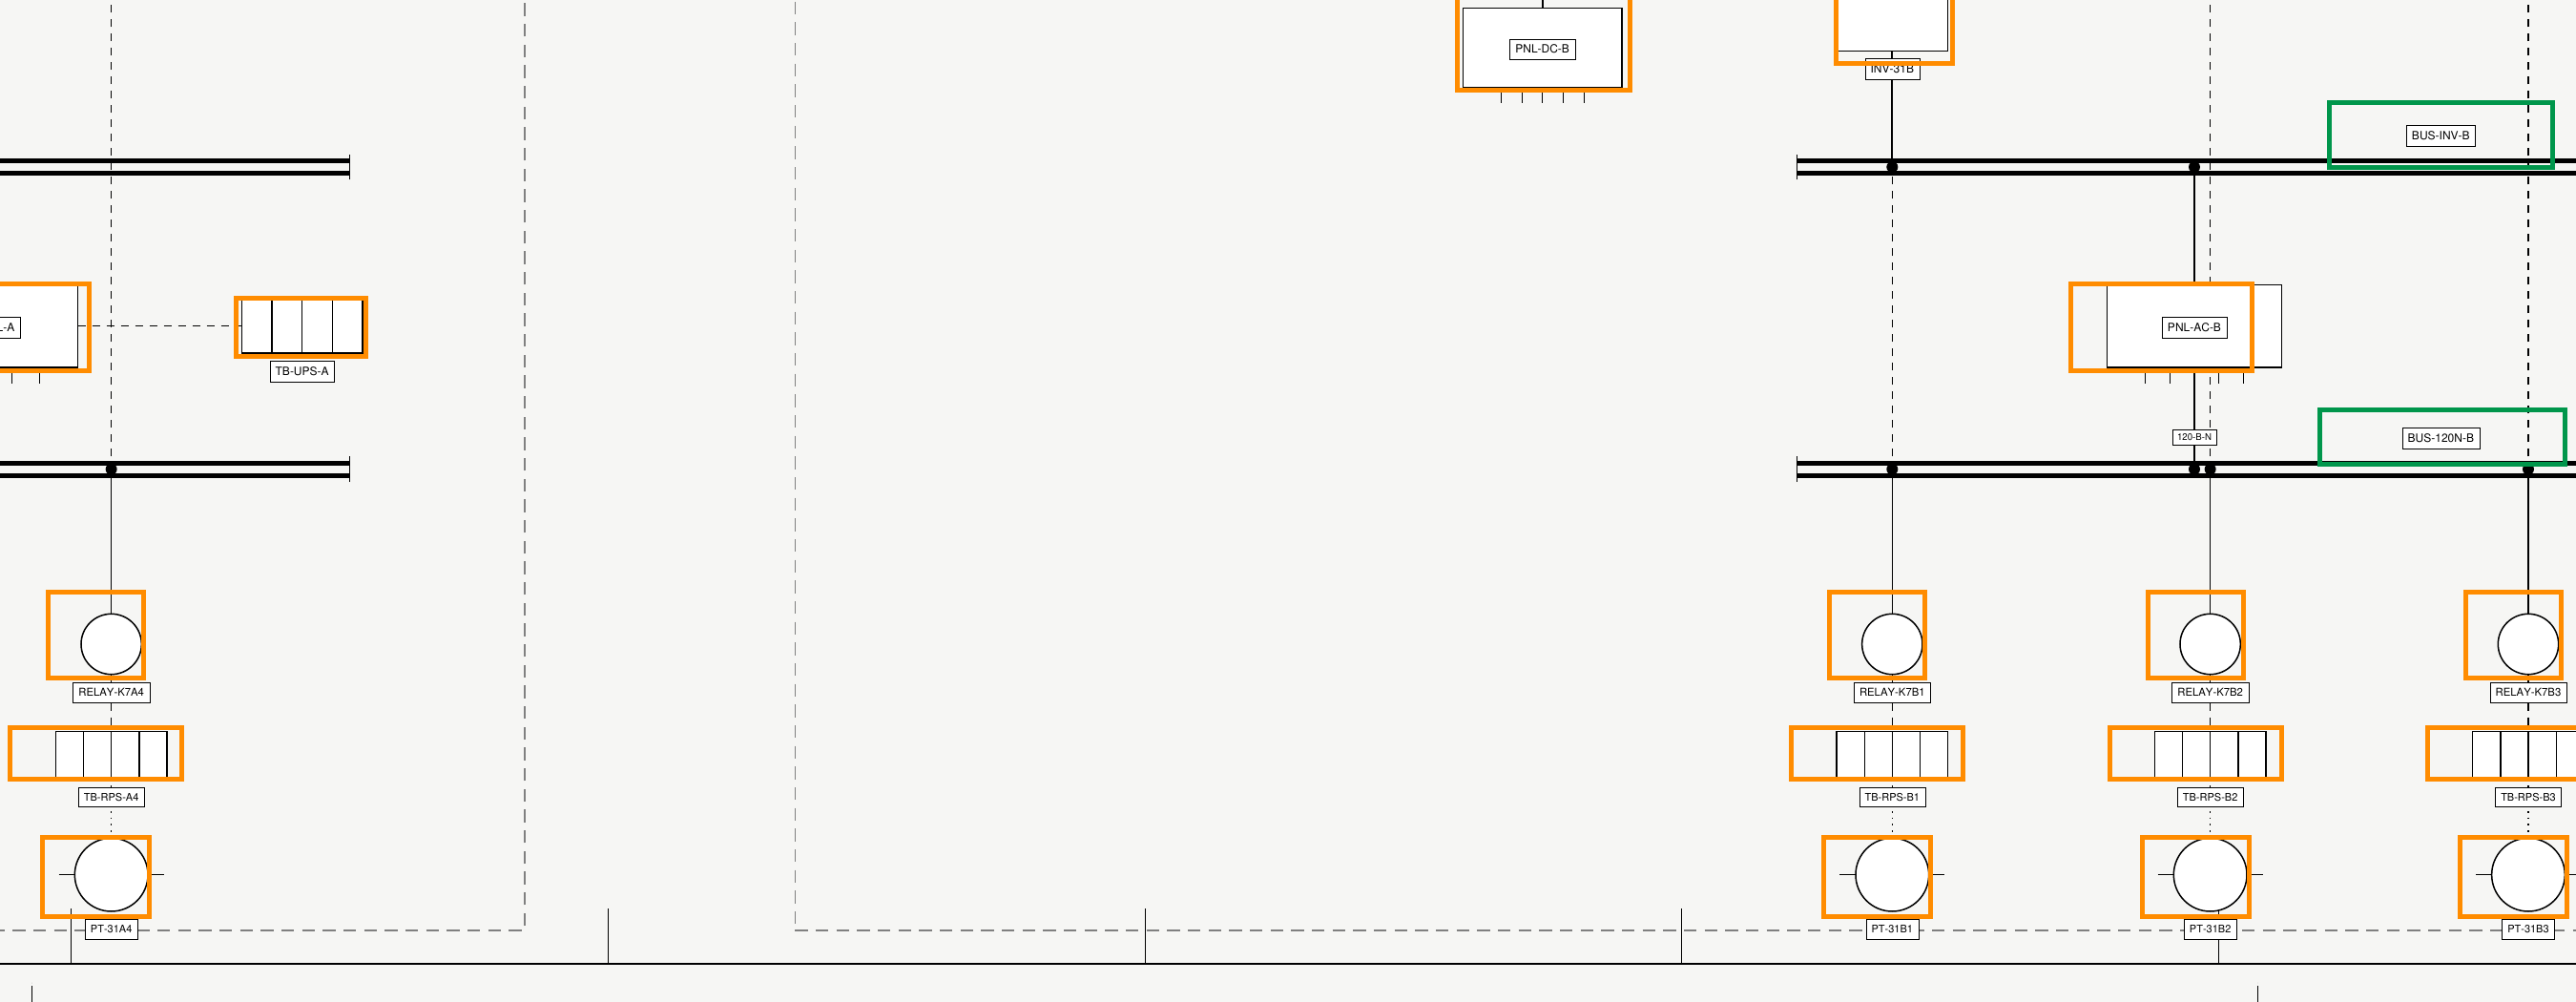 PNL-DC-B
INV-31B
BUS-INV-B
L-A
TB-UPS-A
PNL-AC-B
120-B-N
BUS-120N-B
RELAY-K7A4
RELAY-K7B1
RELAY-K7B2
RELAY-K7B3
TB-RPS-A4
TB-RPS-B1
TB-RPS-B2
TB-RPS-B3
PT-31A4
PT-31B1
PT-31B2
PT-31B3